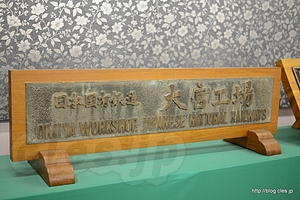 日本国有鉄道 大宮工場
OMIYA WORKSHOP JAPANESE NATIONAL RAILWAYS
http://blog.cles.jp